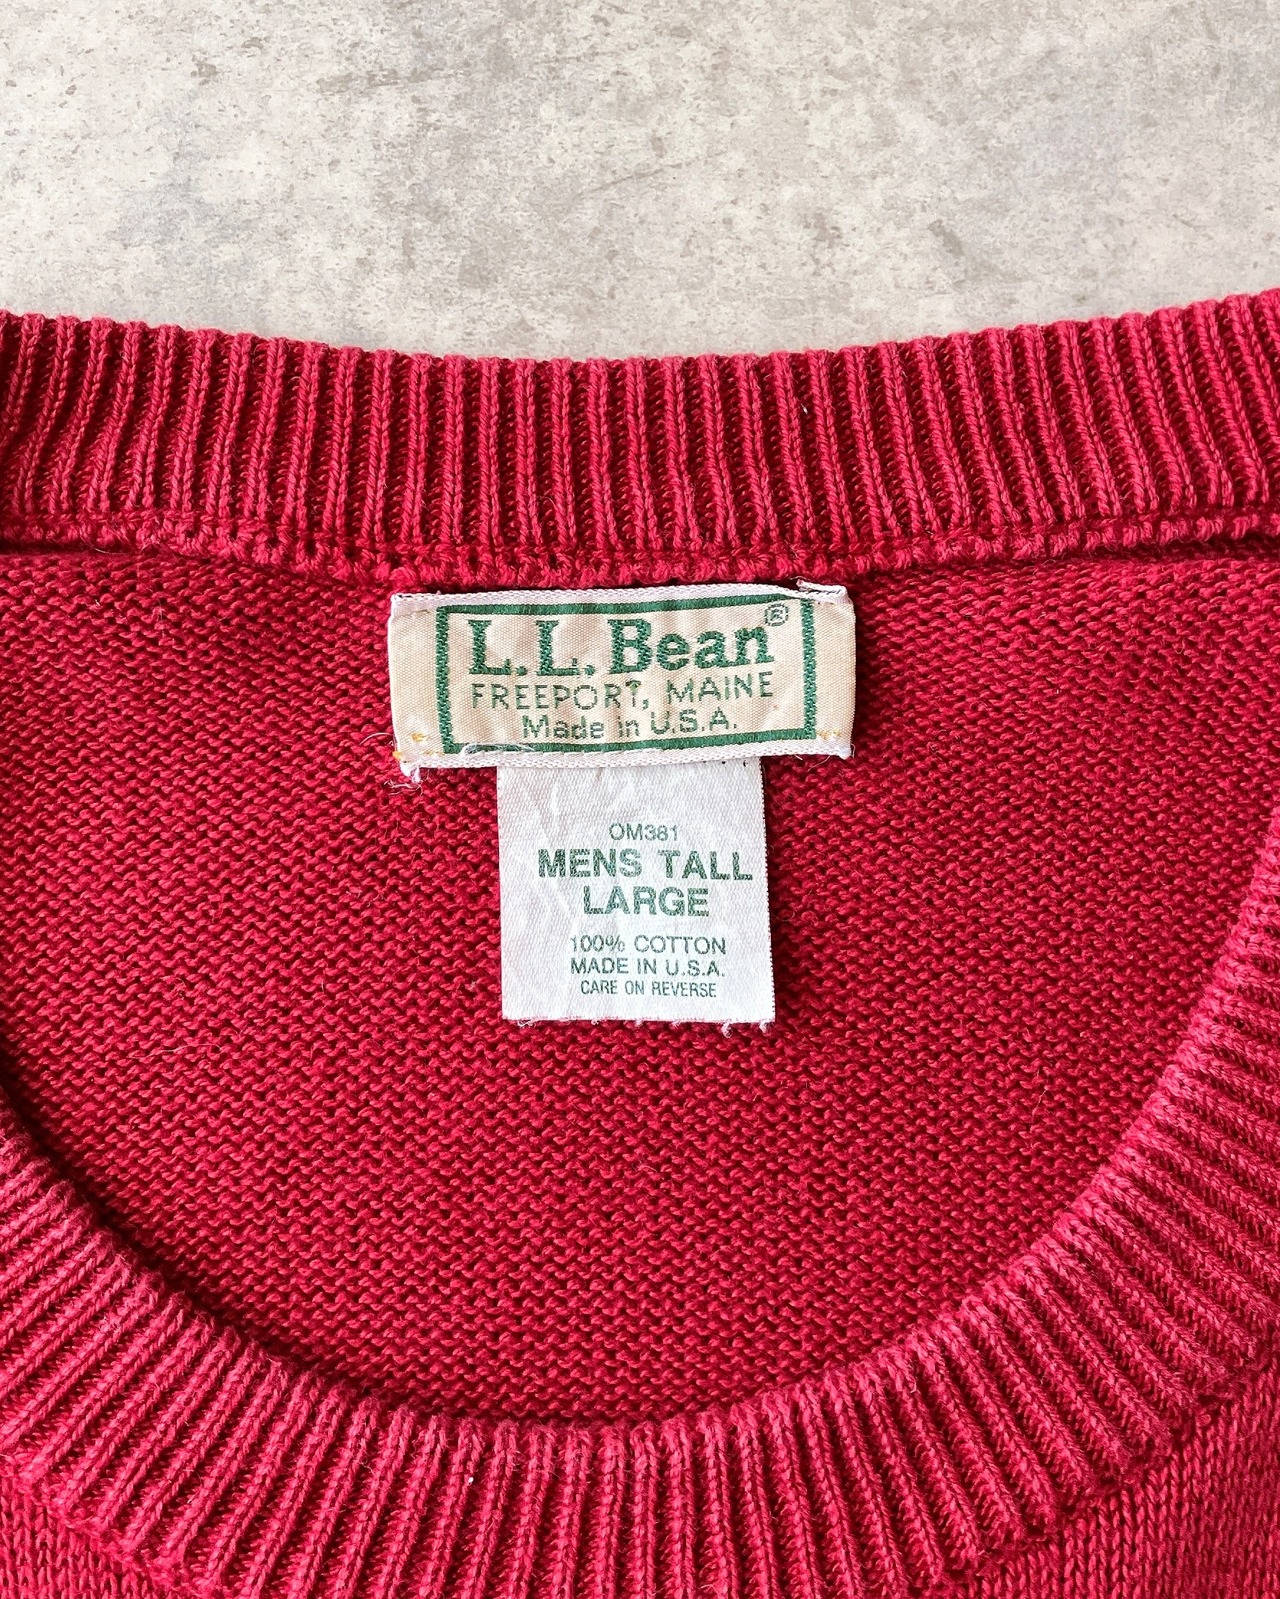 L.L.Bean®
FREEPORT, MAINE
Made in U.S.A.
OM381
MENS TALL
LARGE
100% COTTON
MADE IN U.S.A.
CARE ON REVERSE